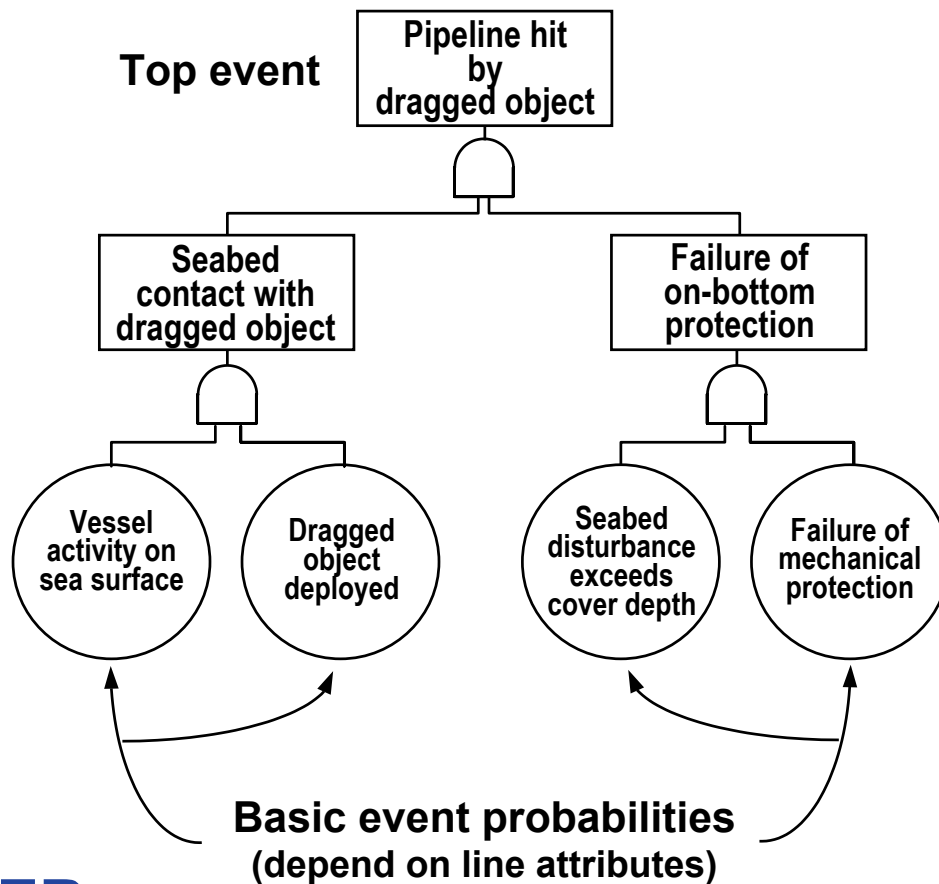 Top event
Pipeline hit
by
dragged object
Seabed
contact with
dragged object
Failure of
on-bottom
protection
Vessel
activity on
sea surface
Dragged
object
deployed
Seabed
disturbance
exceeds
cover depth
Failure of
mechanical
protection
Basic event probabilities
(depend on line attributes)